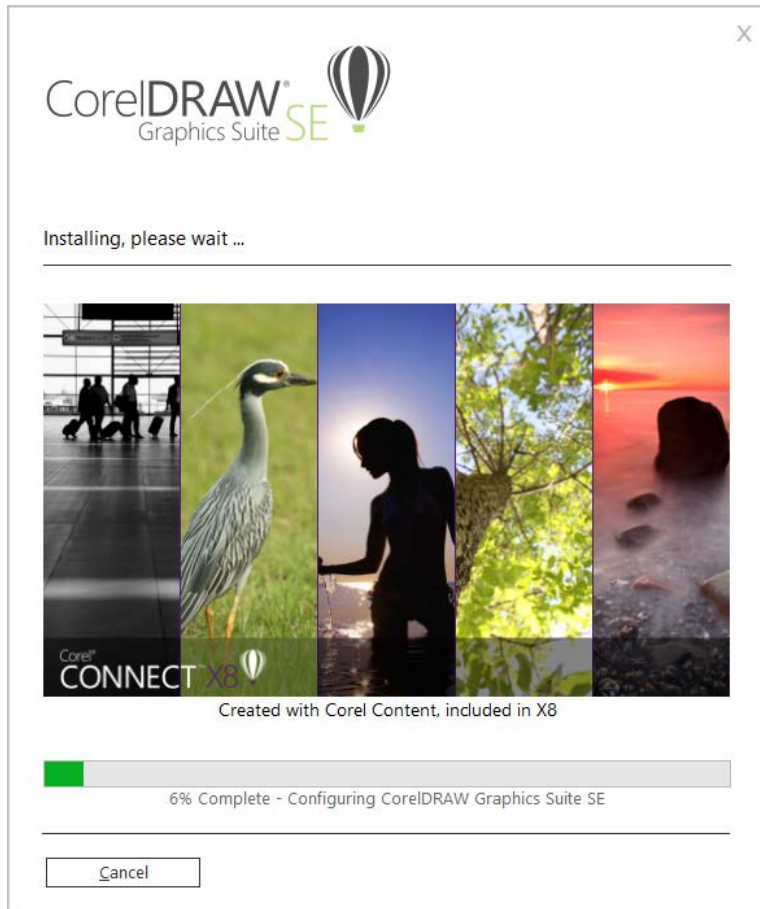 X
CorelDRAW®
Graphics Suite SE
Installing, please wait ...
Corel®
CONNECT™ X8
Created with Corel Content, included in X8
6% Complete - Configuring CorelDRAW Graphics Suite SE
Cancel